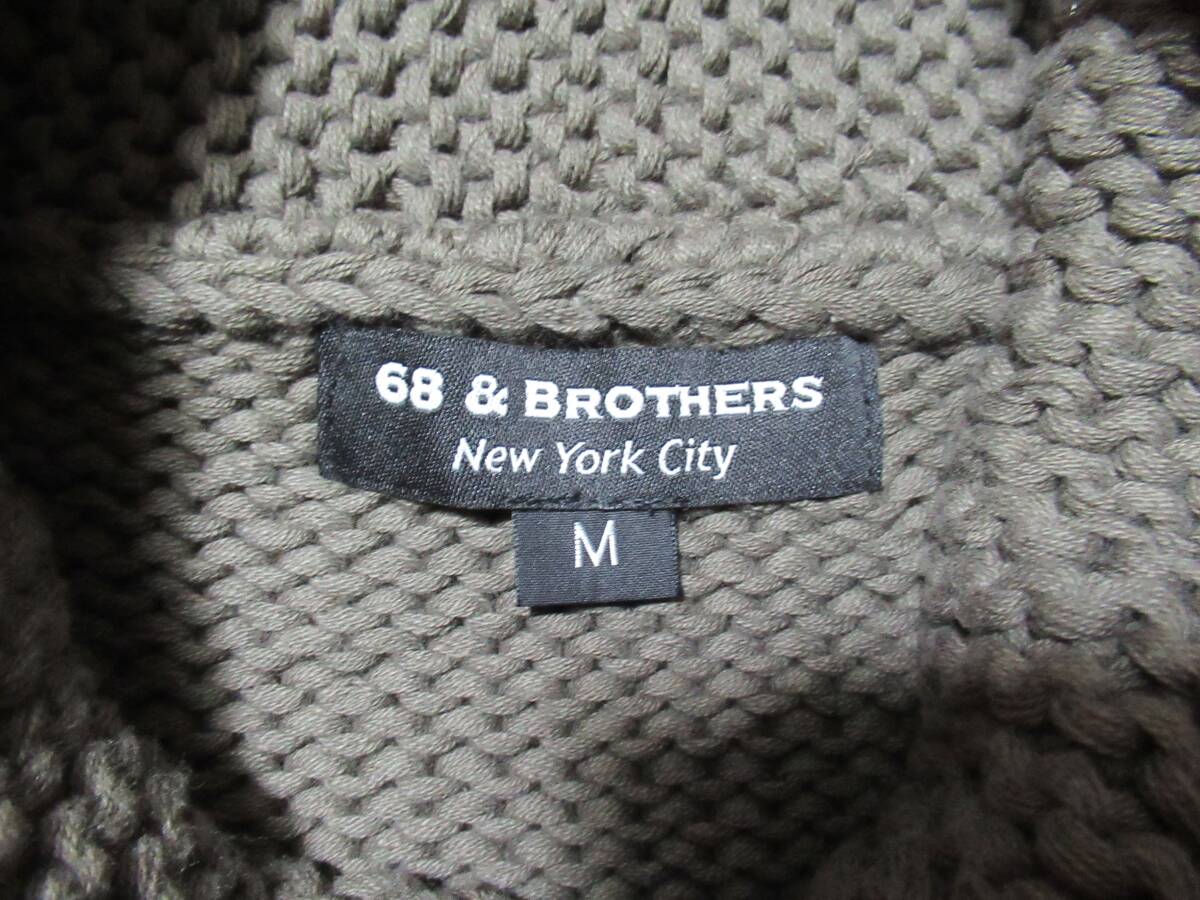 68 & BROTHERS
New York City
M